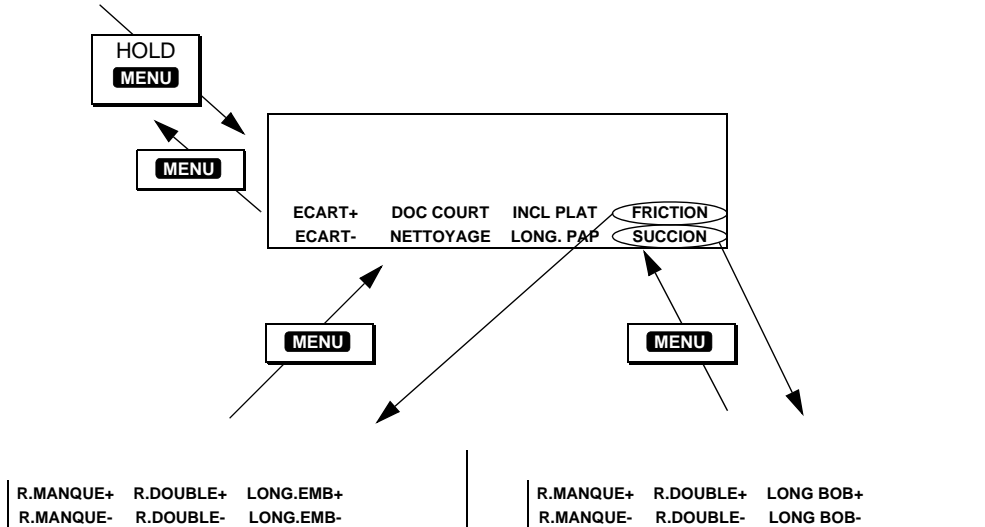 HOLD
MENU
MENU
ECART+ DOC COURT INCL PLAT FRICTION
ECART- NETTOYAGE LONG. PAP SUCCION
MENU MENU
R.MANQUE+ R.DOUBLE+ LONG.EMB+ R.MANQUE+ R.DOUBLE+ LONG BOB+
R.MANQUE- R.DOUBLE- LONG.EMB- R.MANQUE- R.DOUBLE- LONG BOB-